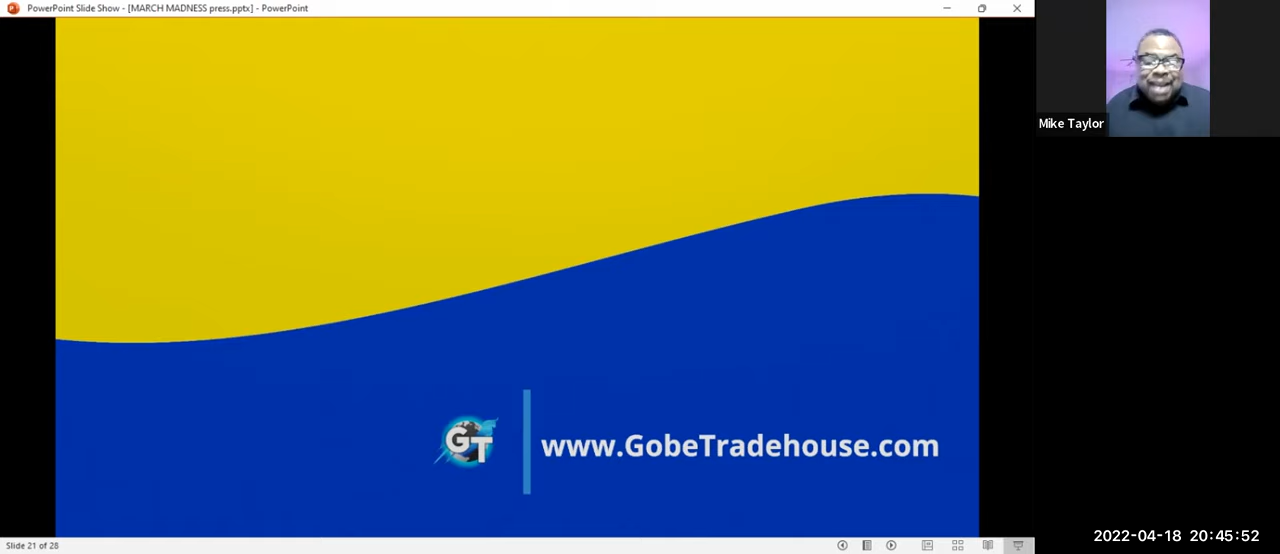 PowerPoint Slide Show - [MARCH MADNESS press.pptx] - PowerPoint
Mike Taylor
GT
www.GobeTradehouse.com
Slide 21 of 28
2022-04-18 20:45:52